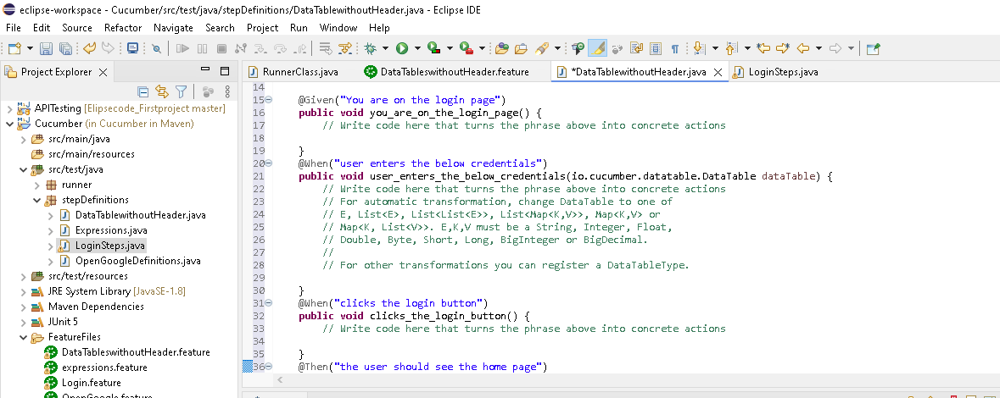 eclipse-workspace - Cucumber/src/test/java/stepDefinitions/DataTablewithoutHeader.java - Eclipse IDE
File Edit Source Refactor Navigate Search Project Run Window Help
Project Explorer
RunnerClass.java DataTableswithoutHeader.feature *DataTablewithoutHeader.java LoginSteps.java
APITesting [Elipsecode_Firstproject master]
Cucumber (in Cucumber in Maven)
src/main/java
src/main/resources
src/test/java
runner
stepDefinitions
DataTablewithoutHeader.java
Expressions.java
LoginSteps.java
OpenGoogleDefinitions.java
src/test/resources
JRE System Library [JavaSE-1.8]
Maven Dependencies
JUnit 5
FeatureFiles
DataTableswithoutHeader.feature
expressions.feature
Login.feature
OpenGoogle.feature
14
15 @Given("You are on the login page")
16 public void you_are_on_the_login_page() {
17 // Write code here that turns the phrase above into concrete actions
18
19 }
20 @When("user enters the below credentials")
21 public void user_enters_the_below_credentials(io.cucumber.datatable.DataTable dataTable) {
22 // Write code here that turns the phrase above into concrete actions
23 // For automatic transformation, change DataTable to one of
24 // E, List<E>, List<List<E>>, List<Map<K,V>>, Map<K,V> or
25 // Map<K, List<V>>. E,K,V must be a String, Integer, Float,
26 // Double, Byte, Short, Long, BigInteger or BigDecimal.
27 //
28 // For other transformations you can register a DataTableType.
29
30 }
31 @When("clicks the login button")
32 public void clicks_the_login_button() {
33 // Write code here that turns the phrase above into concrete actions
34
35 }
36 @Then("the user should see the home page")